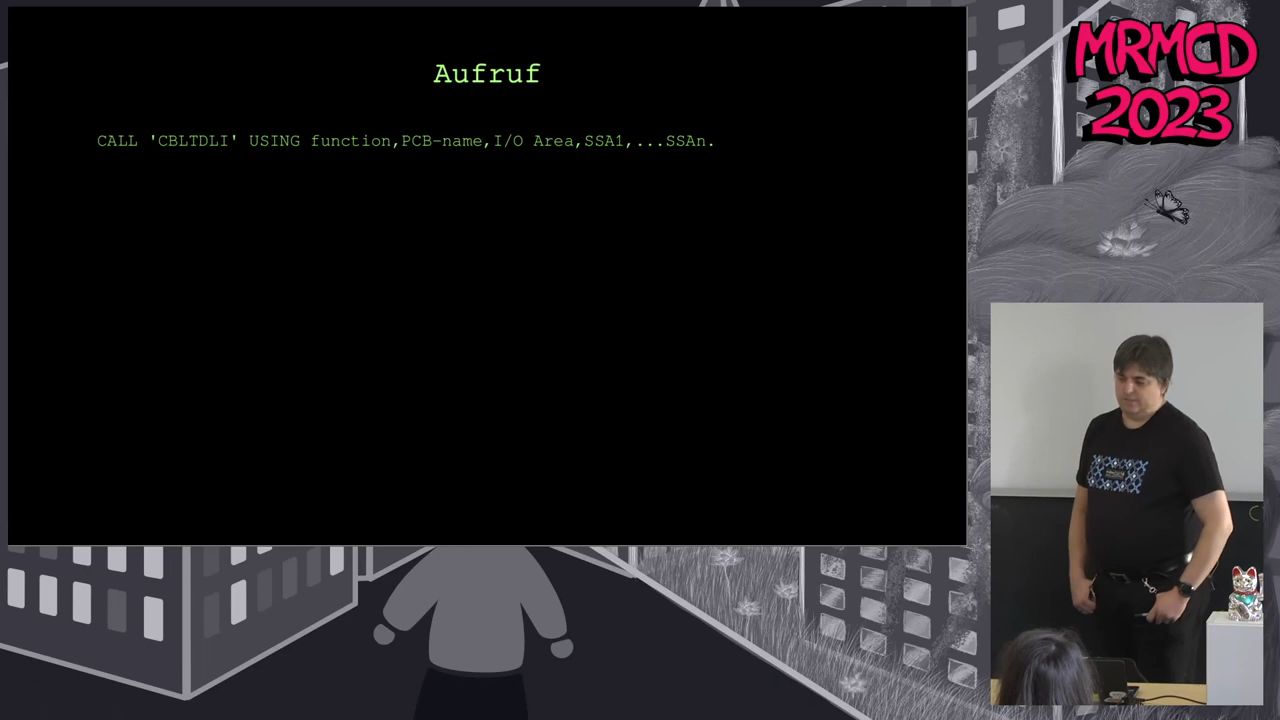 Aufruf
CALL 'CBLTDLI' USING function,PCB-name,I/O Area,SSA1,...SSAn.
MRMCD
2023